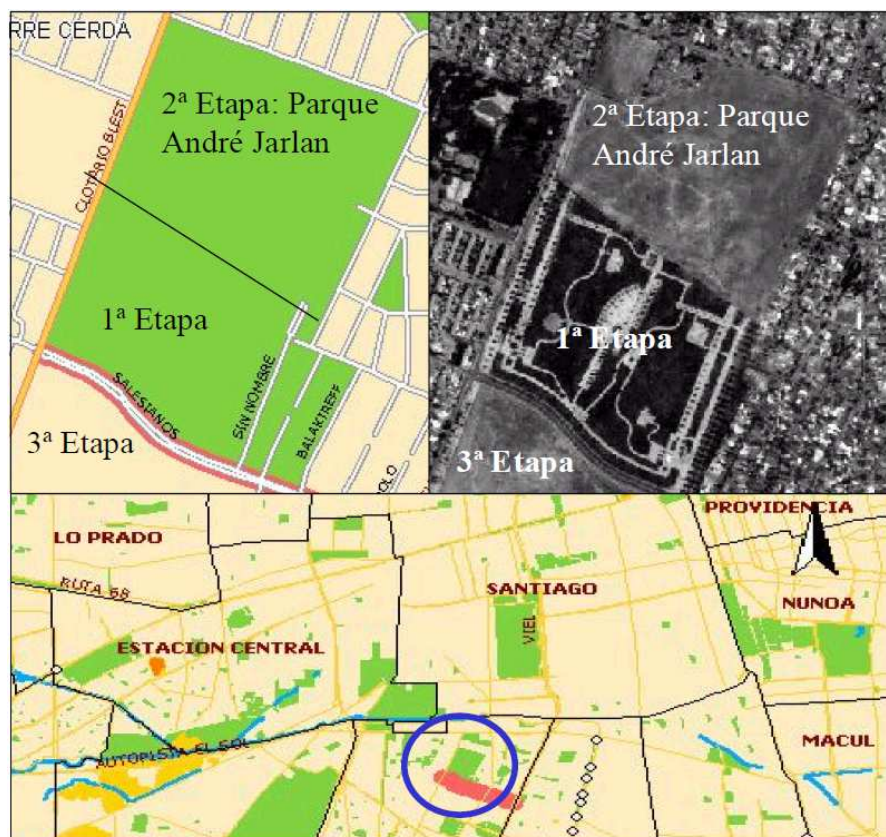 RRE CERDA
2ª Etapa: Parque
André Jarlan
CLOTARIO BLEST
1ª Etapa
SALESIANOS
SIN NOMBRE
BALAKTREFF
OLO
3ª Etapa
2ª Etapa: Parque
André Jarlan
1ª Etapa
3ª Etapa
PROVIDENCIA
LO PRADO
RUTA 68
SANTIAGO
VIEL
NUNOA
ESTACION CENTRAL
AUTOPISTA EL SOL
MACUL